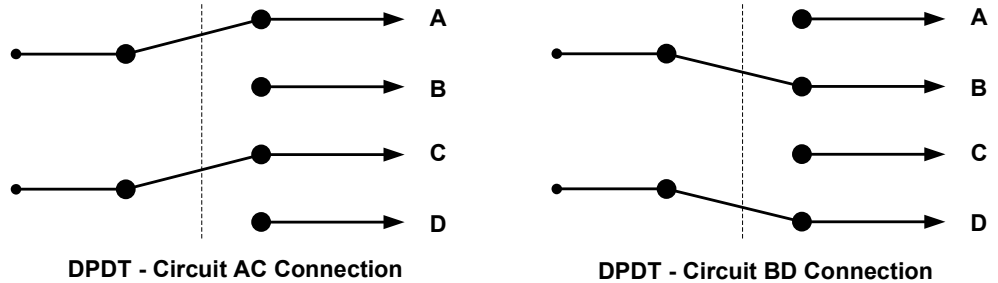 A
B
C
D
DPDT - Circuit AC Connection
A
B
C
D
DPDT - Circuit BD Connection